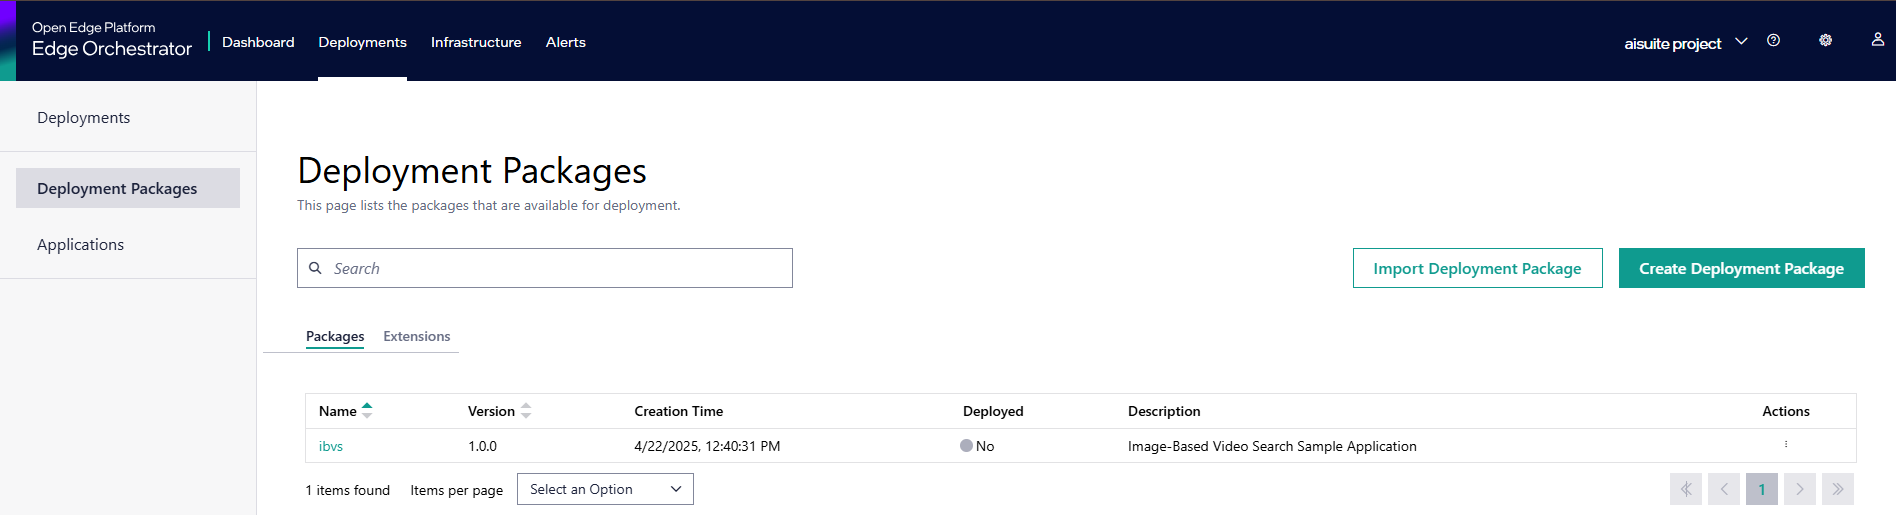 Open Edge Platform
Edge Orchestrator
Dashboard Deployments Infrastructure Alerts
aisuite project
Deployments
Deployment Packages
Applications
Deployment Packages
This page lists the packages that are available for deployment.
Search
Import Deployment Package
Create Deployment Package
Packages Extensions
Name Version Creation Time Deployed Description Actions
ibvs 1.0.0 4/22/2025, 12:40:31 PM No Image-Based Video Search Sample Application
1 items found Items per page Select an Option 1